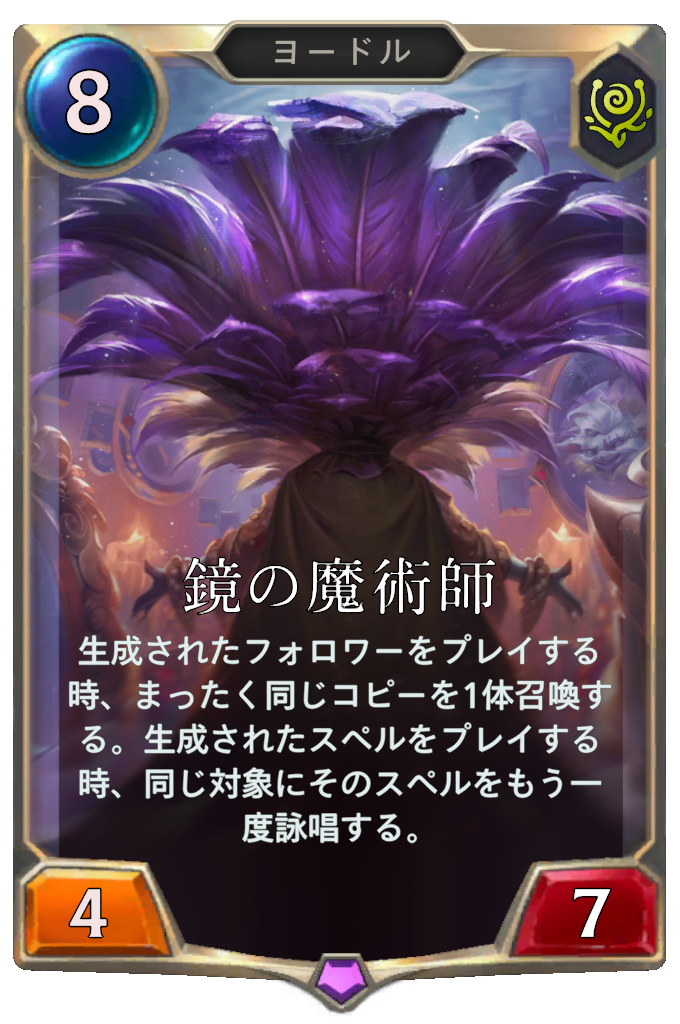 ヨードル
8
鏡の魔術師
生成されたフォロワーをプレイする
時、まったく同じコピーを1体召喚す
る。生成されたスペルをプレイする
時、同じ対象にそのスペルをもう一
度詠唱する。
4
7